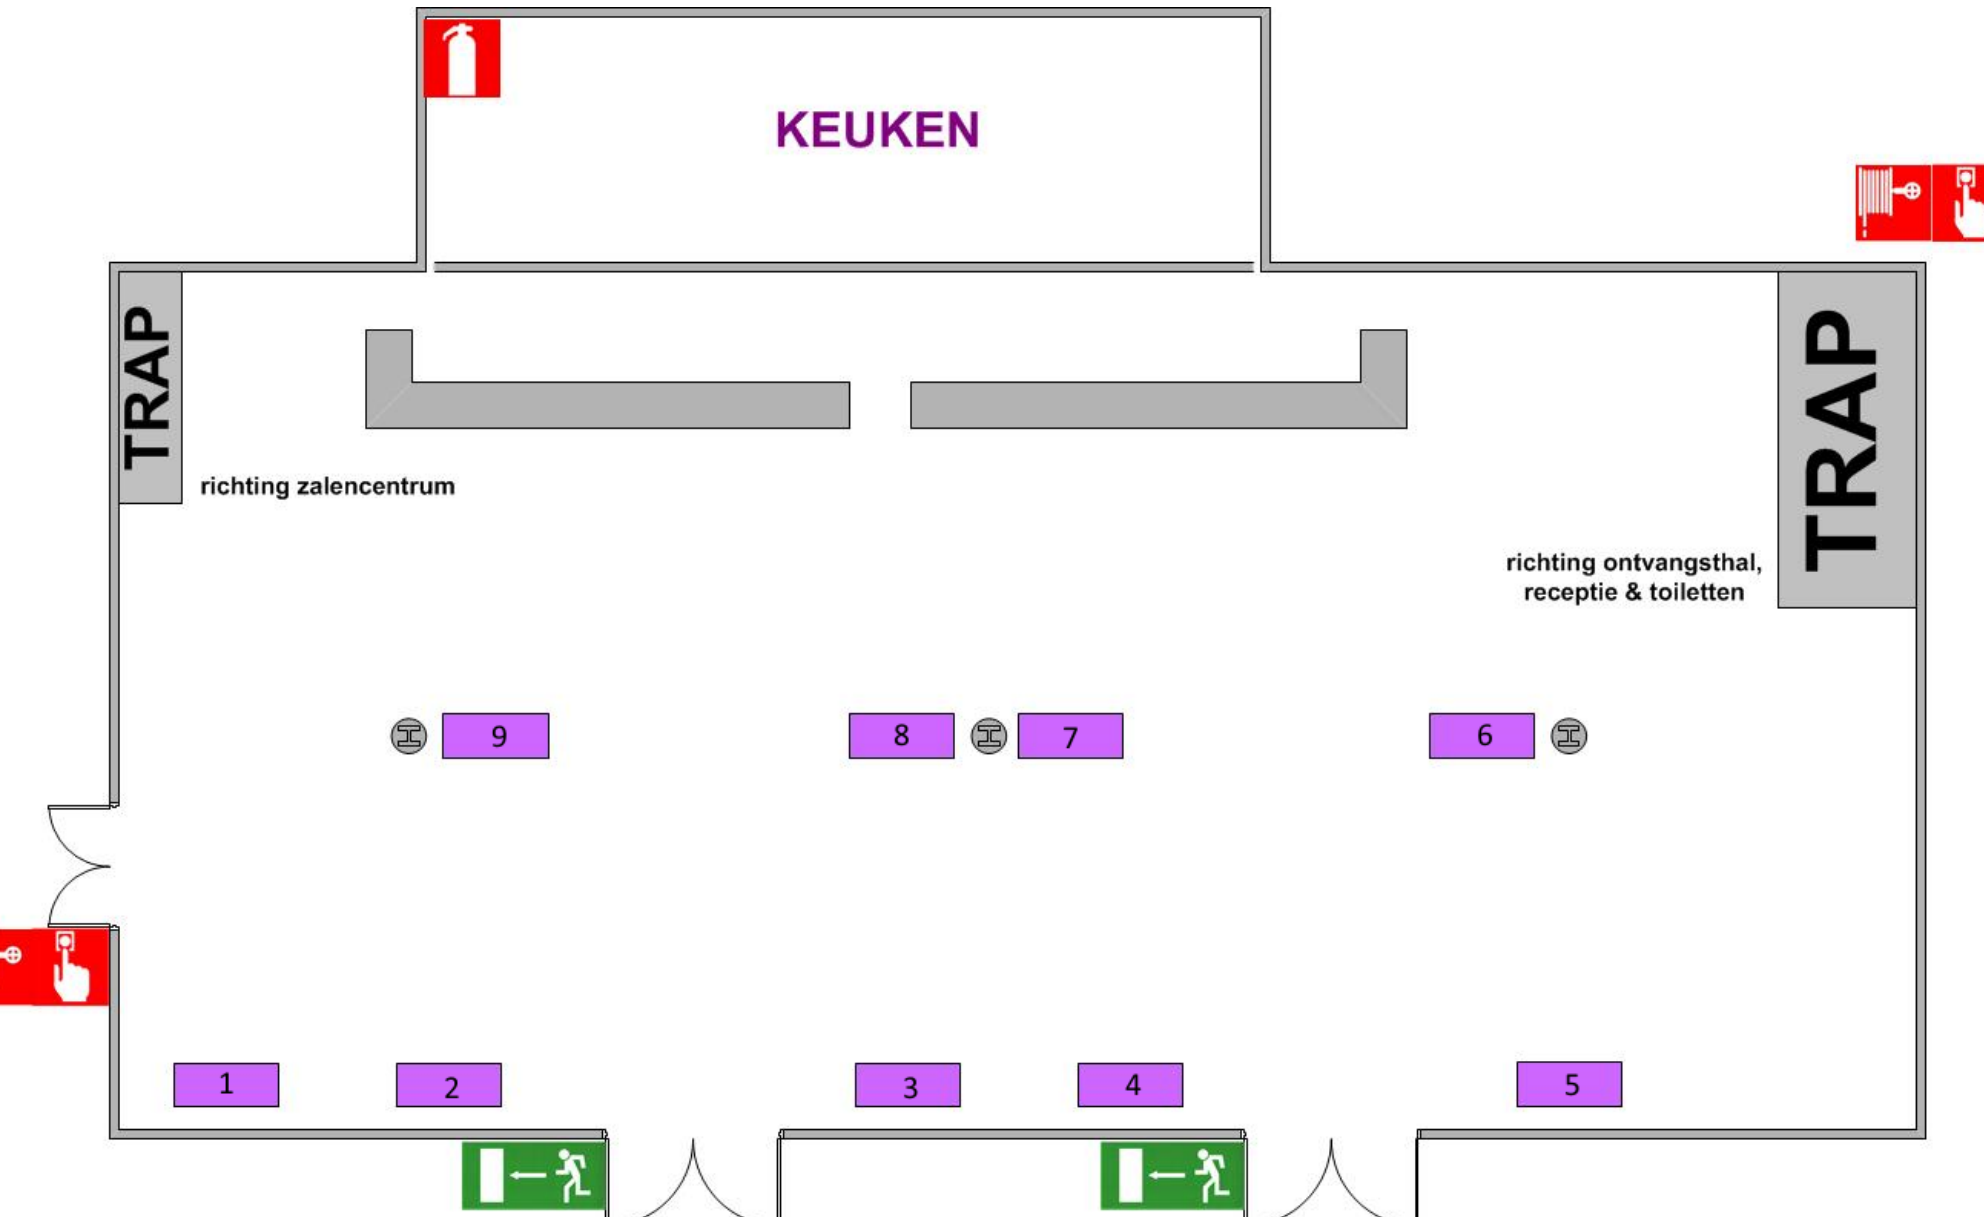 KEUKEN
TRAP
TRAP
richting zalencentrum
richting ontvangsthal,
receptie & toiletten
9
8
7
6
1
2
3
4
5